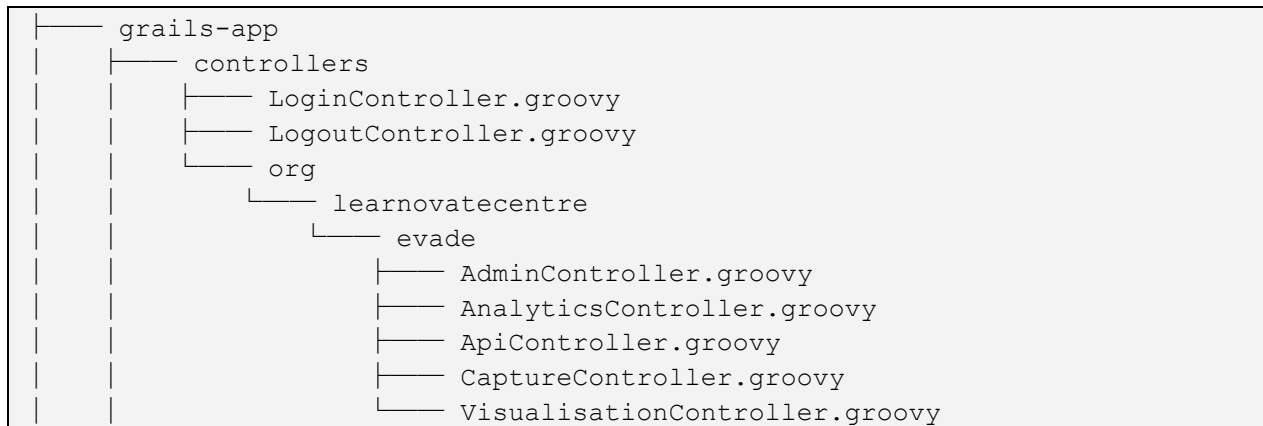 grails-app
controllers
LoginController.groovy
LogoutController.groovy
org
learnovatecentre
evade
AdminController.groovy
AnalyticsController.groovy
ApiController.groovy
CaptureController.groovy
VisualisationController.groovy